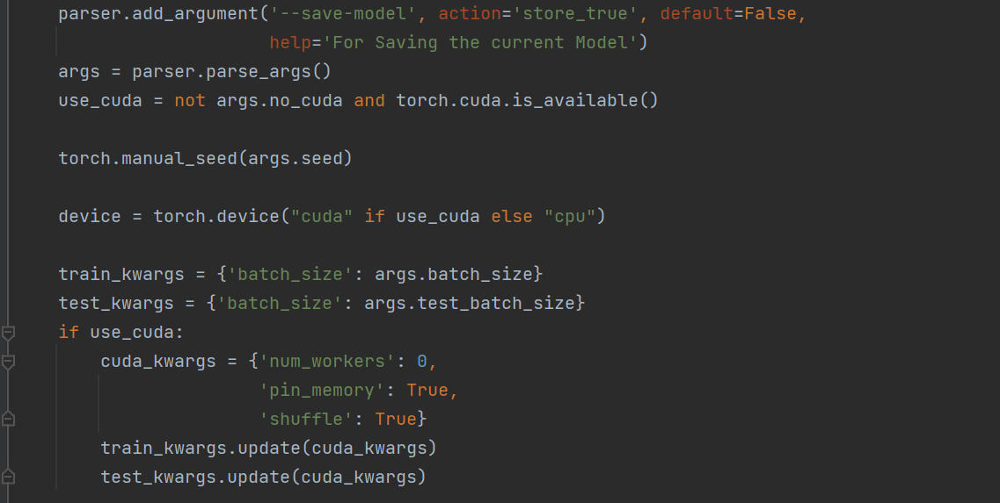 parser.add_argument('--save-model', action='store_true', default=False,
help='For Saving the current Model')
args = parser.parse_args()
use_cuda = not args.no_cuda and torch.cuda.is_available()
torch.manual_seed(args.seed)
device = torch.device("cuda" if use_cuda else "cpu")
train_kwargs = {'batch_size': args.batch_size}
test_kwargs = {'batch_size': args.test_batch_size}
if use_cuda:
cuda_kwargs = {'num_workers': 0,
'pin_memory': True,
'shuffle': True}
train_kwargs.update(cuda_kwargs)
test_kwargs.update(cuda_kwargs)